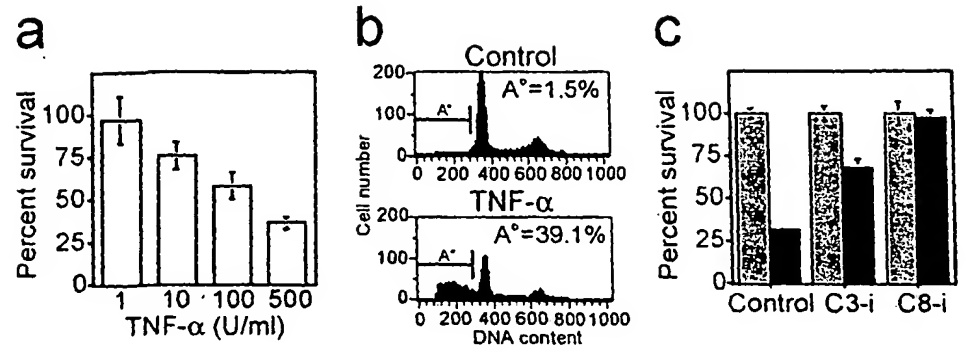 a
Percent survival
100
75
50
25
0
1 10 100 500
TNF-α (U/ml)
b
Control
200
100
0
A°
A°=1.5%
0 200 400 600 800 1000
Cell number
TNF-α
200
100
0
A°
A°=39.1%
0 200 400 600 800 1000
DNA content
c
Percent survival
100
75
50
25
0
Control C3-i C8-i